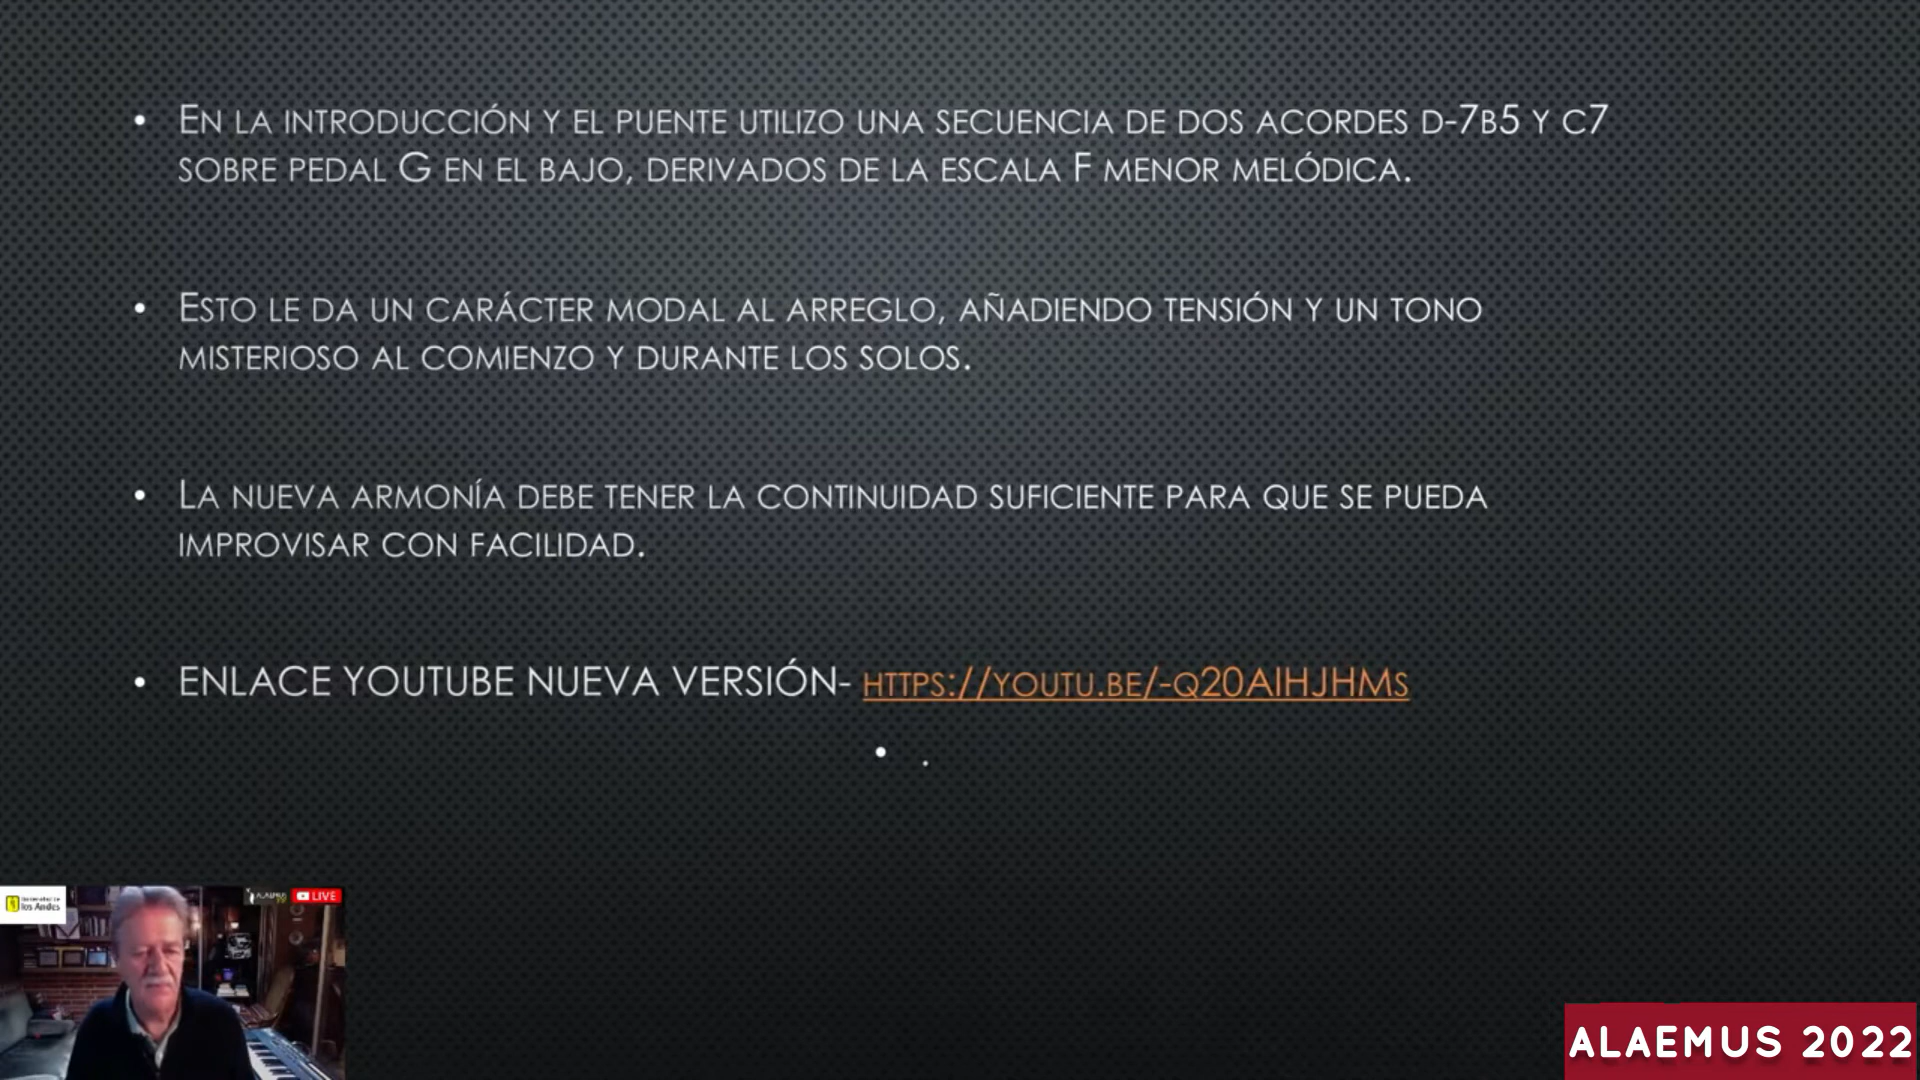 • En la introducción y el puente utilizo una secuencia de dos acordes d-7b5 y c7
sobre pedal G en el bajo, derivados de la escala F menor melódica.
• Esto le da un carácter modal al arreglo, añadiendo tensión y un tono
misterioso al comienzo y durante los solos.
• La nueva armonía debe tener la continuidad suficiente para que se pueda
improvisar con facilidad.
• ENLACE YOUTUBE NUEVA VERSIÓN- https://youtu.be/-q20AIHJHMs
• .
los Andes
LIVE
ALAEMUS 2022